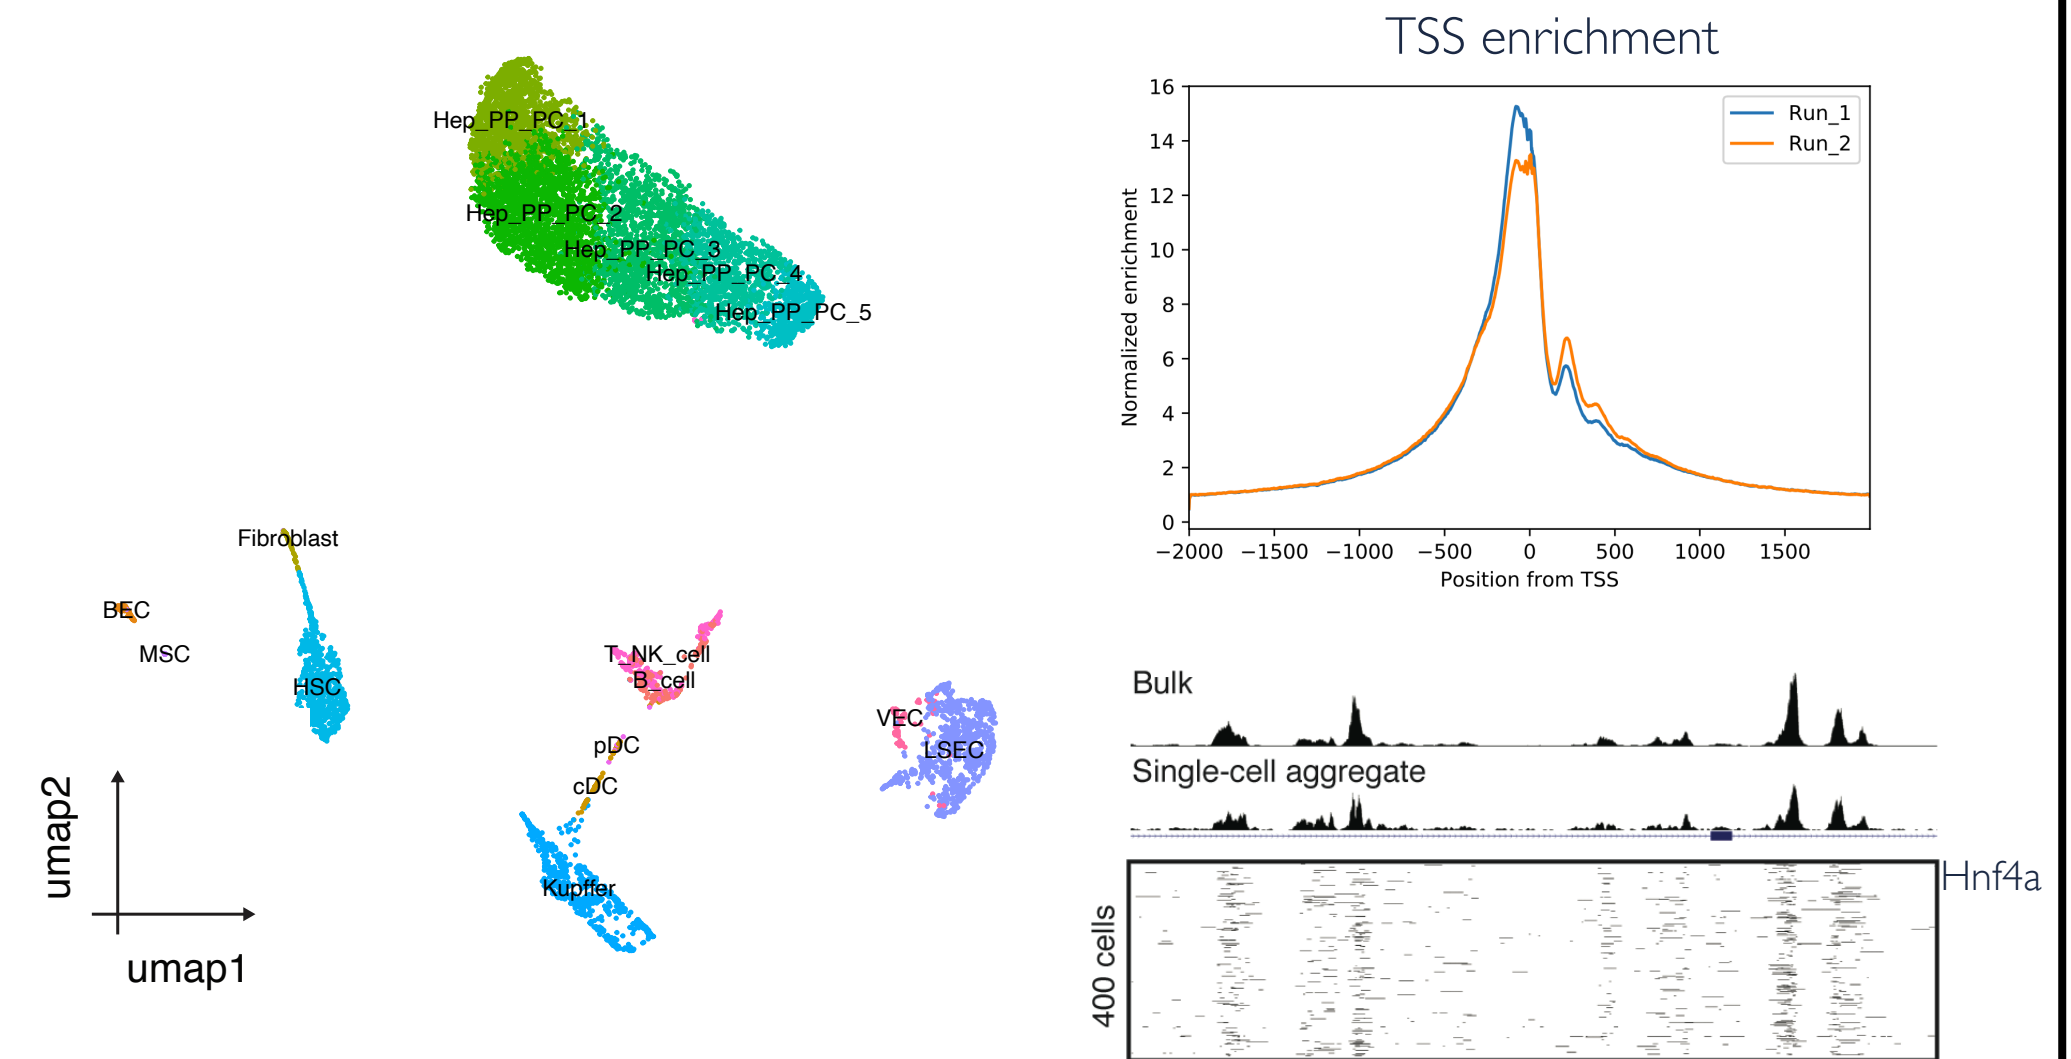 Hep_PP_PC_1
Hep_PP_PC_2
Hep_PP_PC_3
Hep_PP_PC_4
Hep_PP_PC_5
Fibroblast
BEC
MSC
HSC
T_NK_cell
B_cell
pDC
cDC
Kupffer
VEC
LSEC
umap2
umap1
TSS enrichment
Normalized enrichment
16
14
12
10
8
6
4
2
0
Run_1
Run_2
−2000 −1500 −1000 −500 0 500 1000 1500
Position from TSS
Bulk
Single-cell aggregate
Hnf4a
400 cells